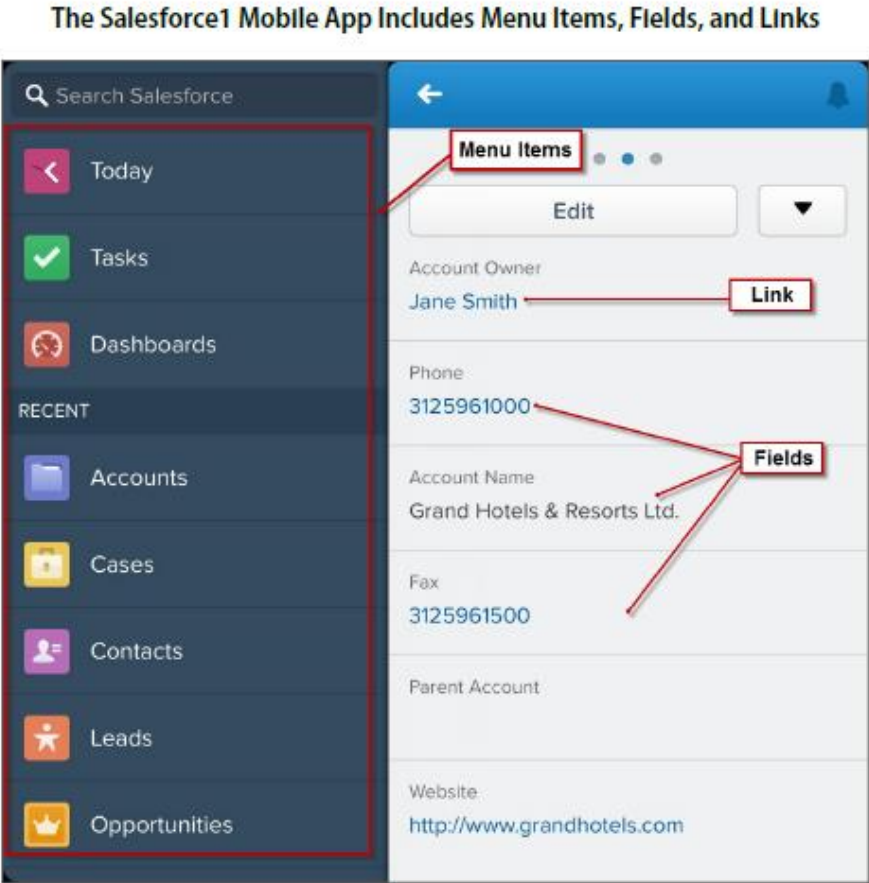 The Salesforce1 Mobile App Includes Menu Items, Fields, and Links
Search Salesforce
Today
Tasks
Dashboards
RECENT
Accounts
Cases
Contacts
Leads
Opportunities
Menu Items
Edit
Account Owner
Jane Smith
Link
Phone
3125961000
Fields
Account Name
Grand Hotels & Resorts Ltd.
Fax
3125961500
Parent Account
Website
http://www.grandhotels.com